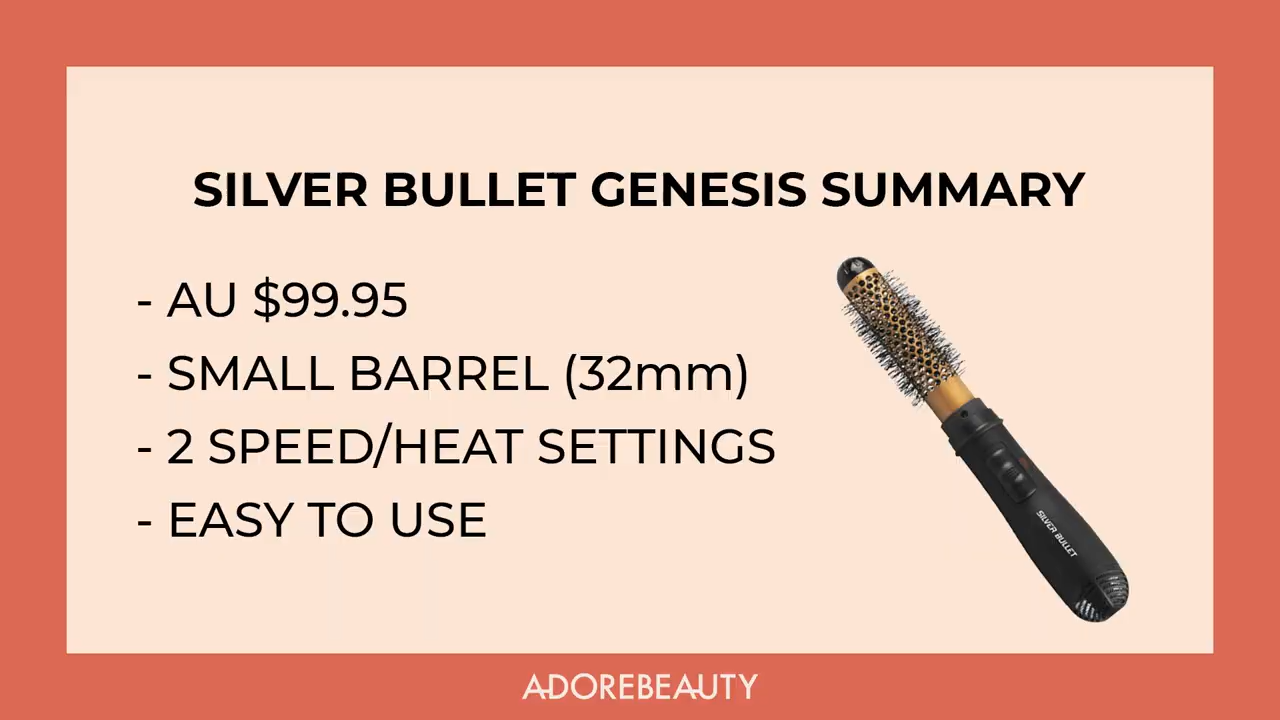 SILVER BULLET GENESIS SUMMARY
- AU $99.95
- SMALL BARREL (32mm)
- 2 SPEED/HEAT SETTINGS
- EASY TO USE
SILVER BULLET
ADOREBEAUTY